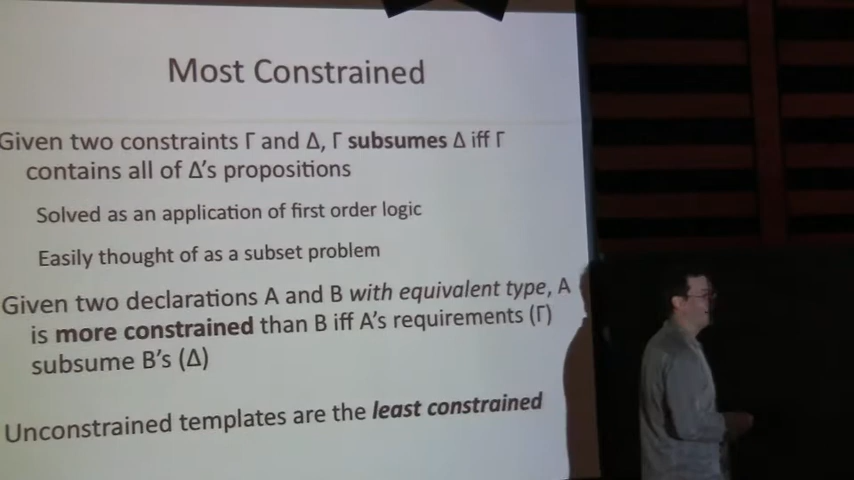 Most Constrained
Given two constraints Γ and Δ, Γ subsumes Δ iff Γ
contains all of Δ's propositions
Solved as an application of first order logic
Easily thought of as a subset problem
Given two declarations A and B with equivalent type, A
is more constrained than B iff A's requirements (Γ)
subsume B's (Δ)
Unconstrained templates are the least constrained